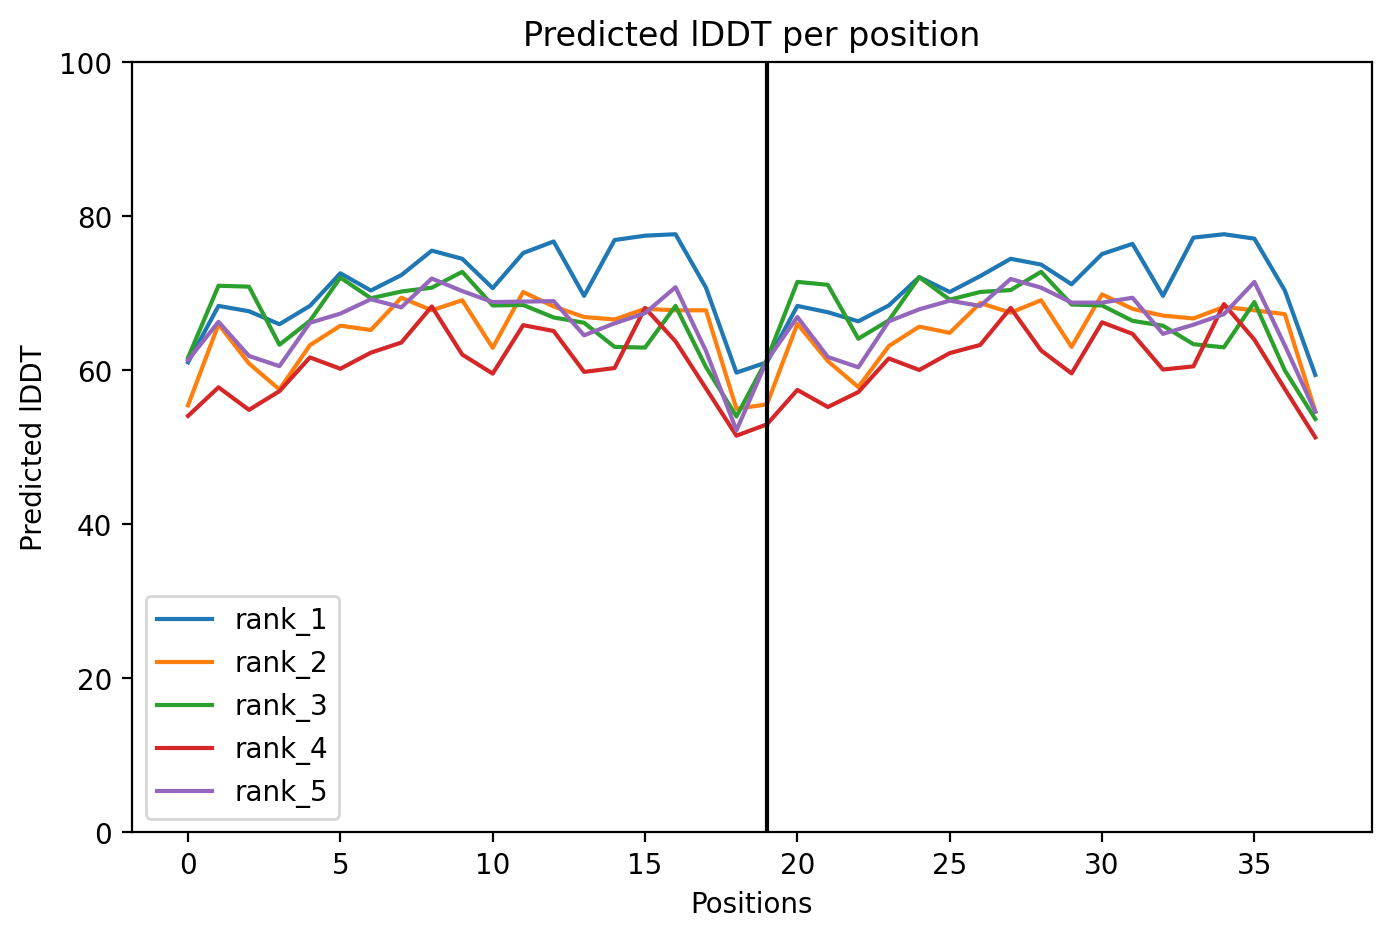 Predicted lDDT per position
100
80
60
40
20
0
Predicted lDDT
rank_1
rank_2
rank_3
rank_4
rank_5
0 5 10 15 20 25 30 35
Positions